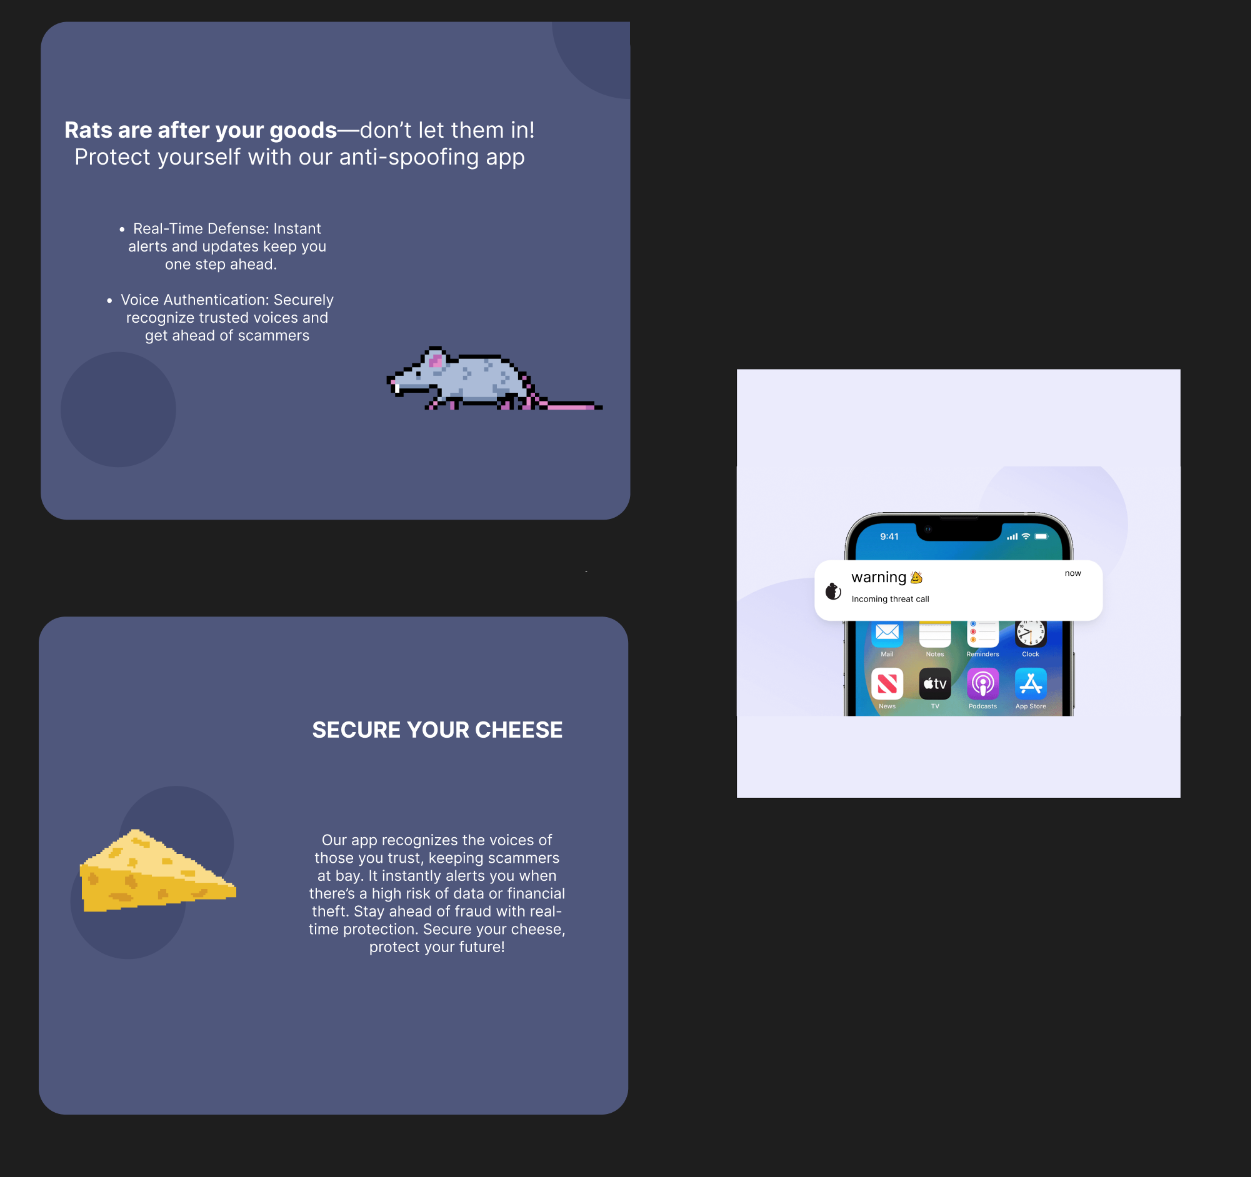 Rats are after your goods—don’t let them in!
Protect yourself with our anti-spoofing app
• Real-Time Defense: Instant
alerts and updates keep you
one step ahead.
• Voice Authentication: Securely
recognize trusted voices and
get ahead of scammers
9:41
warning
now
Incoming threat call
Mail
Notes
Reminders
Clock
tv
News
TV
Podcasts
App Store
SECURE YOUR CHEESE
Our app recognizes the voices of
those you trust, keeping scammers
at bay. It instantly alerts you when
there’s a high risk of data or financial
theft. Stay ahead of fraud with real-
time protection. Secure your cheese,
protect your future!